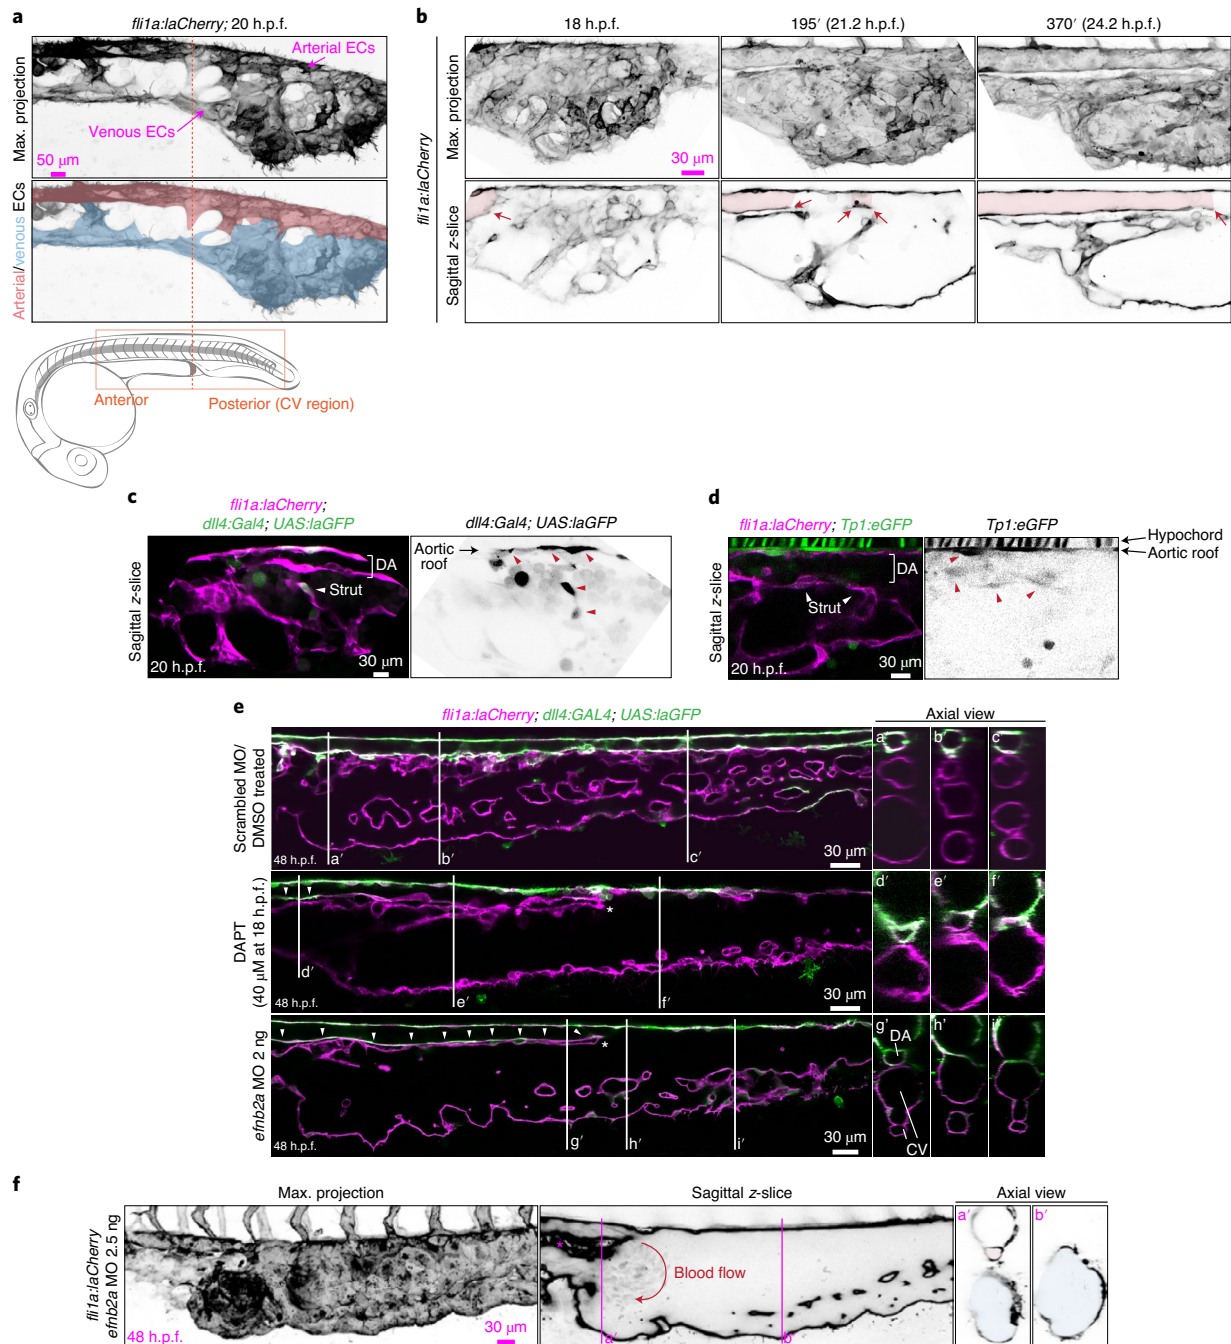 a
fli1a:laCherry; 20 h.p.f.
Max. projection
Arterial ECs
Venous ECs
50 µm
Arterial/venous ECs
Anterior
Posterior (CV region)
b
18 h.p.f.
195′ (21.2 h.p.f.)
370′ (24.2 h.p.f.)
fli1a:laCherry
Max. projection
30 µm
Sagittal z-slice
c
fli1a:laCherry;
dll4:Gal4; UAS:laGFP
dll4:Gal4; UAS:laGFP
Sagittal z-slice
DA
Strut
20 h.p.f.
30 µm
Aortic
roof
d
fli1a:laCherry; Tp1:eGFP
Tp1:eGFP
Sagittal z-slice
DA
Strut
20 h.p.f.
30 µm
Hypochord
Aortic roof
e
fli1a:laCherry; dll4:GAL4; UAS:laGFP
Axial view
Scrambled MO/
DMSO treated
48 h.p.f.
a′
b′
c′
30 µm
a′
b′
c′
DAPT
(40 µM at 18 h.p.f.)
*
48 h.p.f.
d′
e′
f′
30 µm
d′
e′
f′
efnb2a MO 2 ng
*
48 h.p.f.
g′
h′
i′
30 µm
g′
DA
CV
h′
i′
f
Max. projection
Sagittal z-slice
Axial view
fli1a:laCherry
efnb2a MO 2.5 ng
48 h.p.f.
30 µm
*
Blood flow
a′
b′
a′
b′